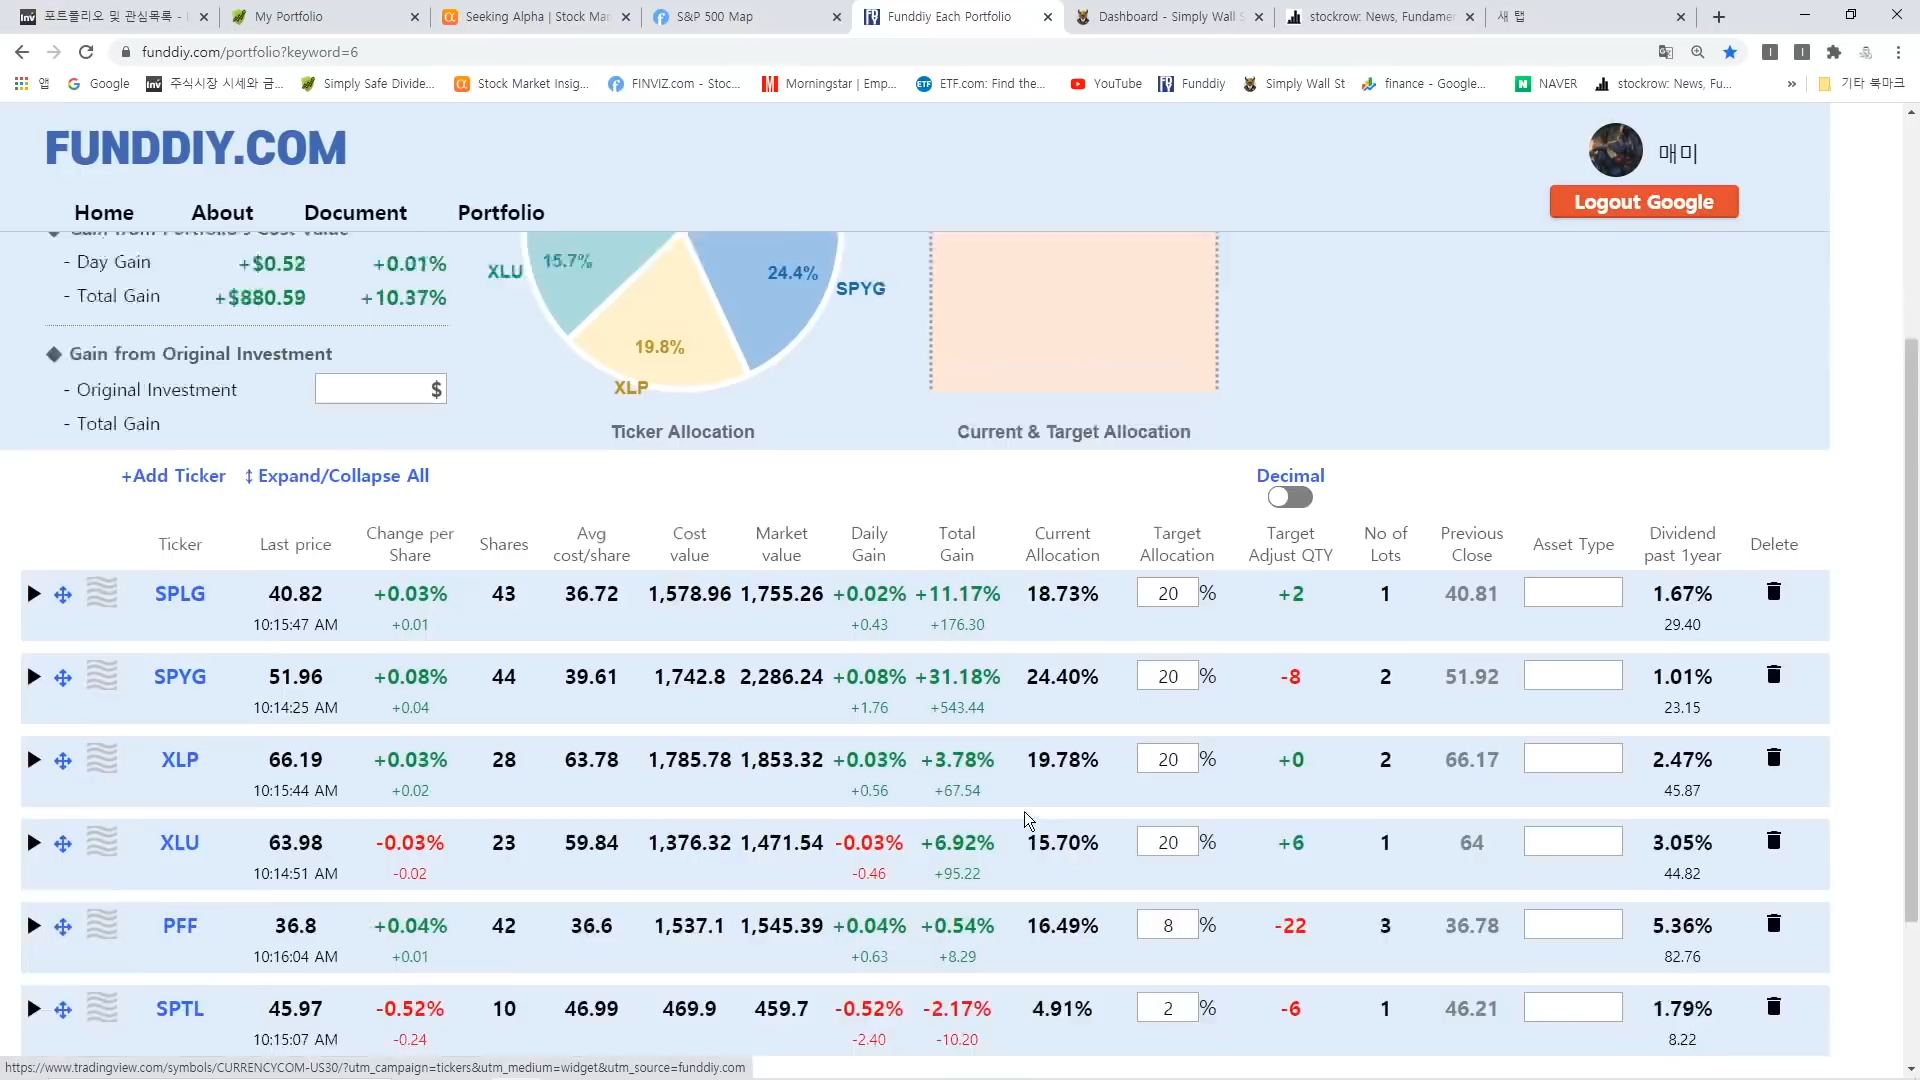 포트폴리오 및 관심목록 -
My Portfolio
Seeking Alpha | Stock Mar
S&P 500 Map
Funddiy Each Portfolio
Dashboard - Simply Wall S
stockrow: News, Fundamen
새 탭
funddiy.com/portfolio?keyword=6
앱
Google
주식시장 시세와 금...
Simply Safe Divide...
Stock Market Insig...
FINVIZ.com - Stoc...
Morningstar | Emp...
ETF.com: Find the...
YouTube
Funddiy
Simply Wall St
finance - Google...
NAVER
stockrow: News, Fu...
기타 북마크
FUNDDIY.COM
매미
Logout Google
Home About Document Portfolio
Gain from Portfolio's Cost Value
- Day Gain +$0.52 +0.01%
- Total Gain +$880.59 +10.37%
◆ Gain from Original Investment
- Original Investment $
- Total Gain
XLU 15.7%
24.4% SPYG
19.8%
XLP
Ticker Allocation
Current & Target Allocation
+Add Ticker ↕ Expand/Collapse All
Decimal
Ticker
Last price
Change per
Share
Shares
Avg
cost/share
Cost
value
Market
value
Daily
Gain
Total
Gain
Current
Allocation
Target
Allocation
Target
Adjust QTY
No of
Lots
Previous
Close
Asset Type
Dividend
past 1year
Delete
SPLG 40.82 +0.03% 43 36.72 1,578.96 1,755.26 +0.02% +11.17% 18.73% 20 % +2 1 40.81 1.67%
10:15:47 AM +0.01 +0.43 +176.30 29.40
SPYG 51.96 +0.08% 44 39.61 1,742.8 2,286.24 +0.08% +31.18% 24.40% 20 % -8 2 51.92 1.01%
10:14:25 AM +0.04 +1.76 +543.44 23.15
XLP 66.19 +0.03% 28 63.78 1,785.78 1,853.32 +0.03% +3.78% 19.78% 20 % +0 2 66.17 2.47%
10:15:44 AM +0.02 +0.56 +67.54 45.87
XLU 63.98 -0.03% 23 59.84 1,376.32 1,471.54 -0.03% +6.92% 15.70% 20 % +6 1 64 3.05%
10:14:51 AM -0.02 -0.46 +95.22 44.82
PFF 36.8 +0.04% 42 36.6 1,537.1 1,545.39 +0.04% +0.54% 16.49% 8 % -22 3 36.78 5.36%
10:16:04 AM +0.01 +0.63 +8.29 82.76
SPTL 45.97 -0.52% 10 46.99 469.9 459.7 -0.52% -2.17% 4.91% 2 % -6 1 46.21 1.79%
10:15:07 AM -0.24 -2.40 -10.20 8.22
https://www.tradingview.com/symbols/CURRENCYCOM-US30/?utm_campaign=tickers&utm_medium=widget&utm_source=funddiy.com